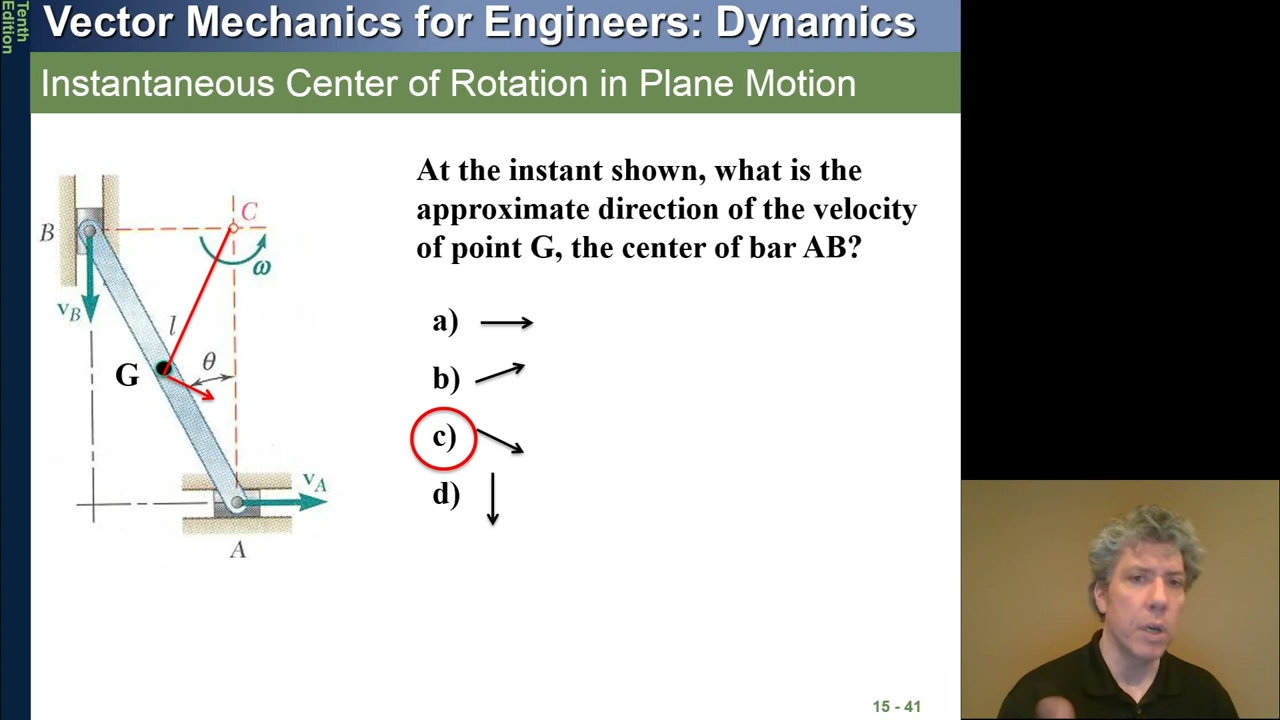 Tenth
Edition
Vector Mechanics for Engineers: Dynamics
Instantaneous Center of Rotation in Plane Motion
At the instant shown, what is the
approximate direction of the velocity
of point G, the center of bar AB?
a)
b)
c)
d)
B
C
ω
vB
l
G
θ
vA
A
15 - 41